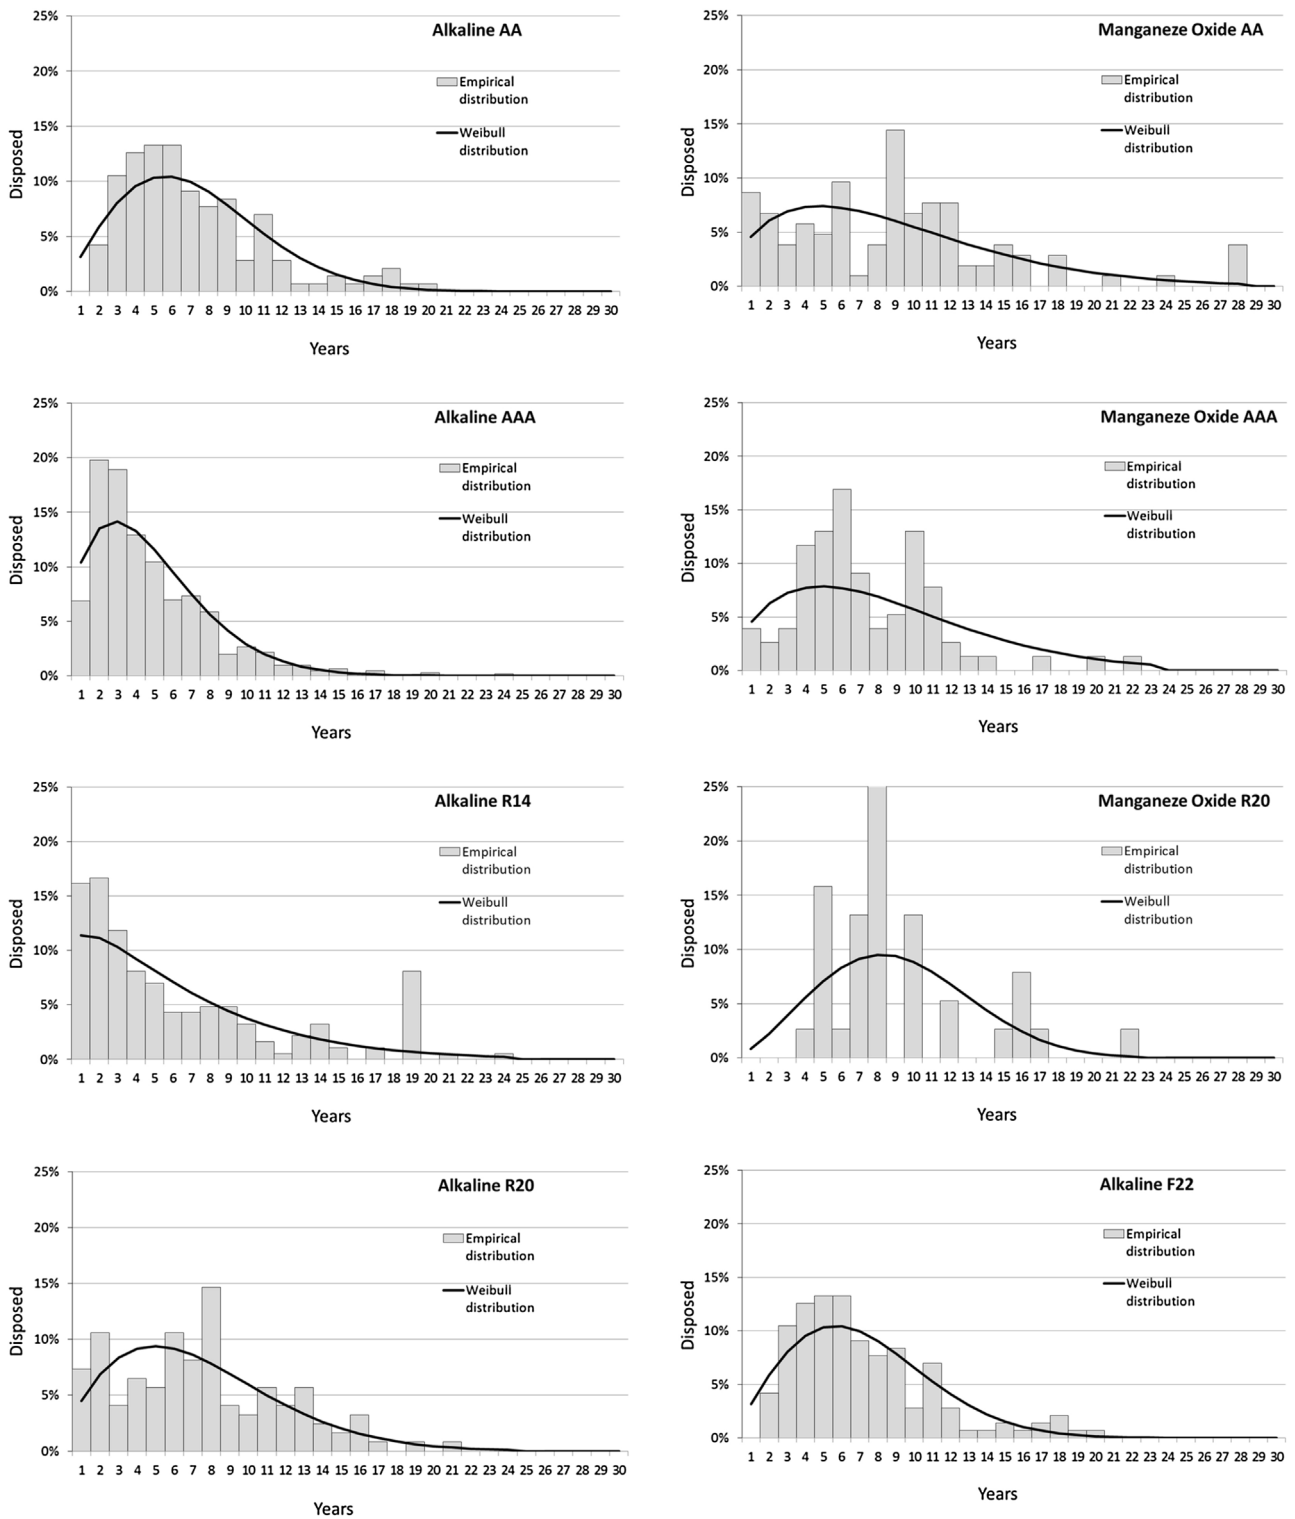 Alkaline AA
25%
20%
15%
10%
5%
0%
Disposed
Empirical
distribution
Weibull
distribution
1 2 3 4 5 6 7 8 9 10 11 12 13 14 15 16 17 18 19 20 21 22 23 24 25 26 27 28 29 30
Years
Manganeze Oxide AA
25%
20%
15%
10%
5%
0%
Disposed
Empirical
distribution
Weibull
distribution
1 2 3 4 5 6 7 8 9 10 11 12 13 14 15 16 17 18 19 20 21 22 23 24 25 26 27 28 29 30
Years
Alkaline AAA
25%
20%
15%
10%
5%
0%
Disposed
Empirical
distribution
Weibull
distribution
1 2 3 4 5 6 7 8 9 10 11 12 13 14 15 16 17 18 19 20 21 22 23 24 25 26 27 28 29 30
Years
Manganeze Oxide AAA
25%
20%
15%
10%
5%
0%
Disposed
Empirical
distribution
Weibull
distribution
1 2 3 4 5 6 7 8 9 10 11 12 13 14 15 16 17 18 19 20 21 22 23 24 25 26 27 28 29 30
Years
Alkaline R14
25%
20%
15%
10%
5%
0%
Disposed
Empirical
distribution
Weibull
distribution
1 2 3 4 5 6 7 8 9 10 11 12 13 14 15 16 17 18 19 20 21 22 23 24 25 26 27 28 29 30
Years
Manganeze Oxide R20
25%
20%
15%
10%
5%
0%
Disposed
Empirical
distribution
Weibull
distribution
1 2 3 4 5 6 7 8 9 10 11 12 13 14 15 16 17 18 19 20 21 22 23 24 25 26 27 28 29 30
Years
Alkaline R20
25%
20%
15%
10%
5%
0%
Disposed
Empirical
distribution
Weibull
distribution
1 2 3 4 5 6 7 8 9 10 11 12 13 14 15 16 17 18 19 20 21 22 23 24 25 26 27 28 29 30
Years
Alkaline F22
25%
20%
15%
10%
5%
0%
Disposed
Empirical
distribution
Weibull
distribution
1 2 3 4 5 6 7 8 9 10 11 12 13 14 15 16 17 18 19 20 21 22 23 24 25 26 27 28 29 30
Years